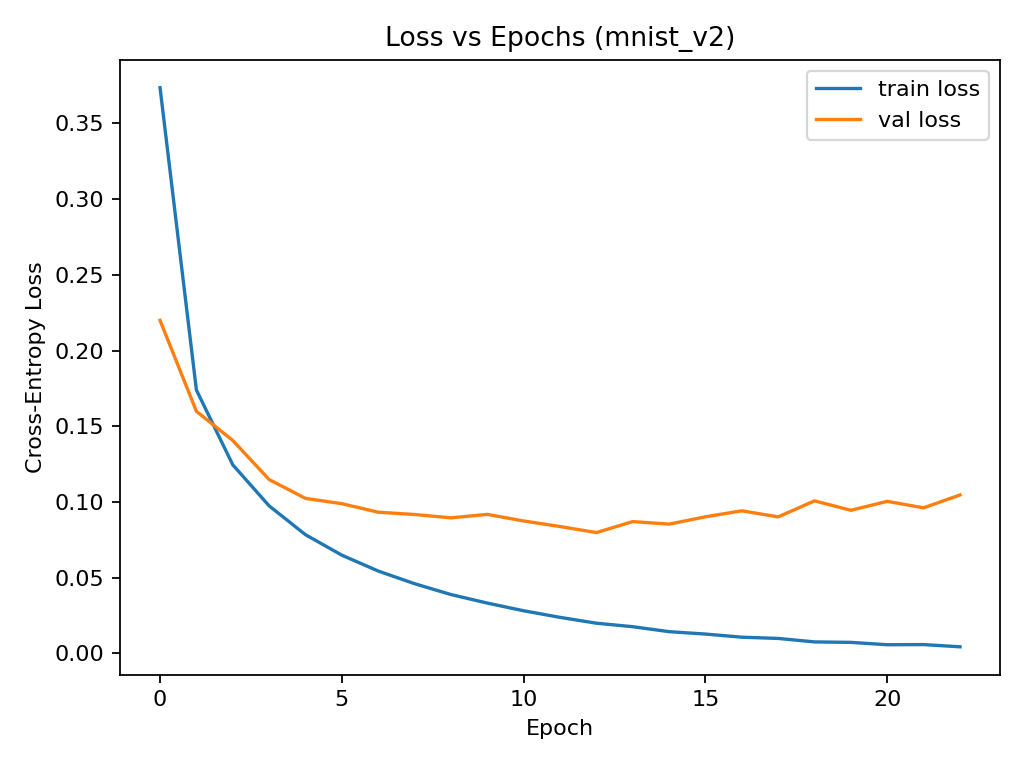 Loss vs Epochs (mnist_v2)
train loss
val loss
Cross-Entropy Loss
0.35
0.30
0.25
0.20
0.15
0.10
0.05
0.00
0 5 10 15 20
Epoch